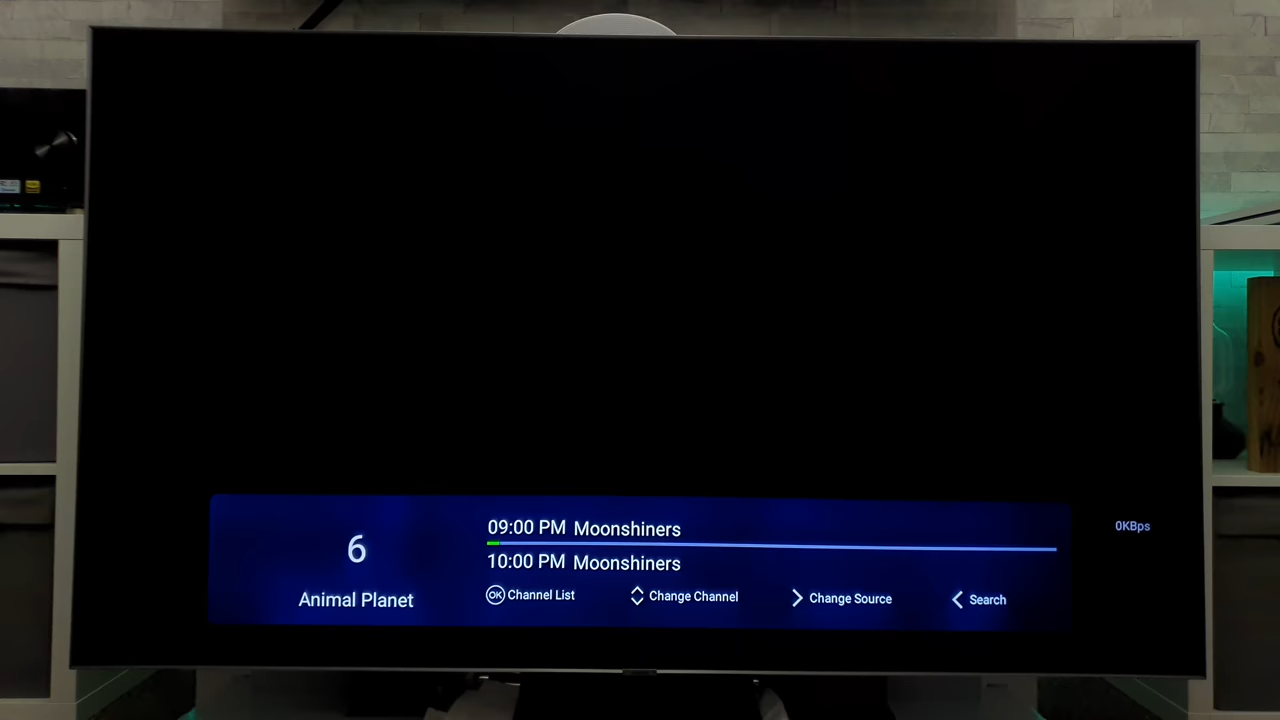 6
Animal Planet
09:00 PM Moonshiners
10:00 PM Moonshiners
OK Channel List
Change Channel
Change Source
Search
0KBps